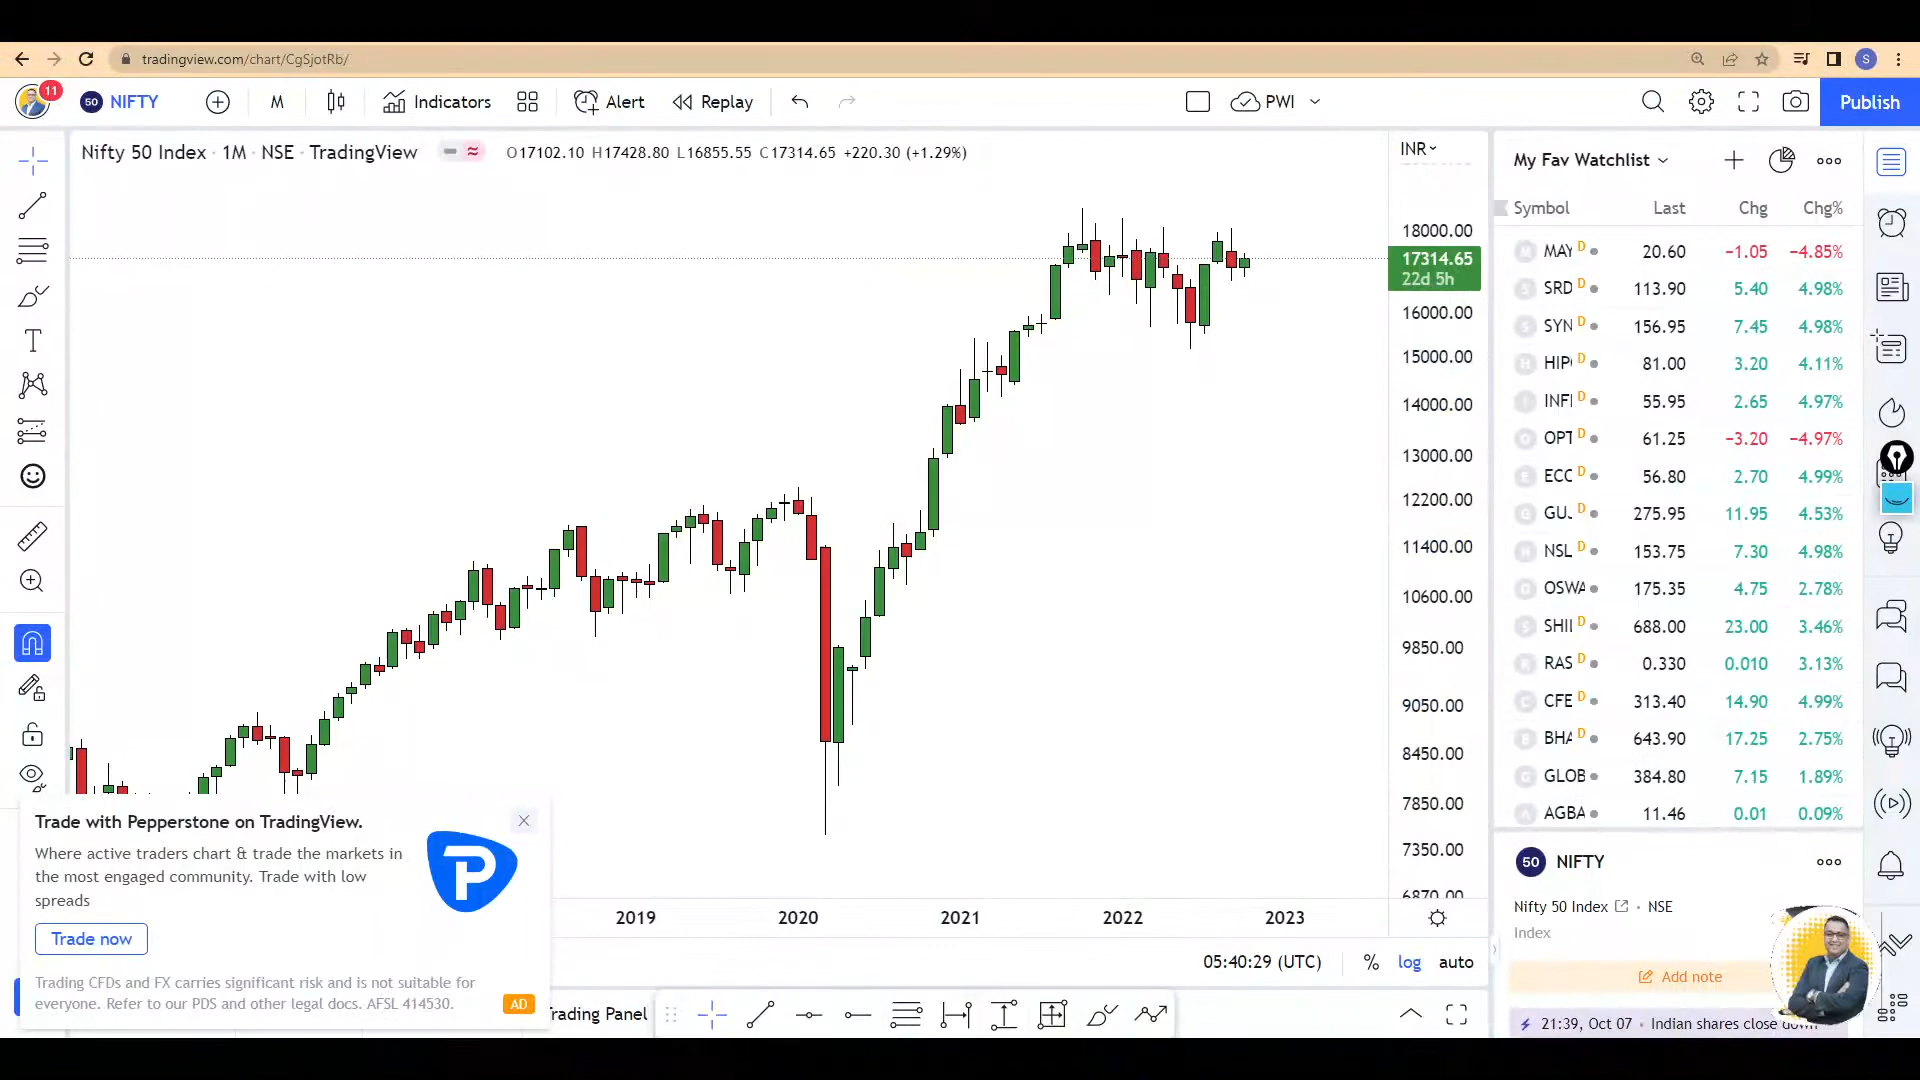 tradingview.com/chart/CgSjotRb/
S
11
50 NIFTY M Indicators Alert Replay PWI Publish
Nifty 50 Index · 1M · NSE · TradingView O17102.10 H17428.80 L16855.55 C17314.65 +220.30 (+1.29%)
INR
18000.00
17314.65
22d 5h
16000.00
15000.00
14000.00
13000.00
12200.00
11400.00
10600.00
9850.00
9050.00
8450.00
7850.00
7350.00
6870.00
2019 2020 2021 2022 2023
05:40:29 (UTC) % log auto
Trade with Pepperstone on TradingView.
Where active traders chart & trade the markets in
the most engaged community. Trade with low
spreads
Trade now
Trading CFDs and FX carries significant risk and is not suitable for
everyone. Refer to our PDS and other legal docs. AFSL 414530.
AD
rading Panel
My Fav Watchlist
Symbol Last Chg Chg%
MAY D 20.60 −1.05 −4.85%
SRD D 113.90 5.40 4.98%
SYN D 156.95 7.45 4.98%
HIP D 81.00 3.20 4.11%
INFI D 55.95 2.65 4.97%
OPT D 61.25 −3.20 −4.97%
ECC D 56.80 2.70 4.99%
GUJ D 275.95 11.95 4.53%
NSL D 153.75 7.30 4.98%
OSWA D 175.35 4.75 2.78%
SHII D 688.00 23.00 3.46%
RAS D 0.330 0.010 3.13%
CFE D 313.40 14.90 4.99%
BHA D 643.90 17.25 2.75%
GLOB 384.80 7.15 1.89%
AGBA 11.46 0.01 0.09%
50 NIFTY
Nifty 50 Index · NSE
Index
Add note
21:39, Oct 07 · Indian shares close down